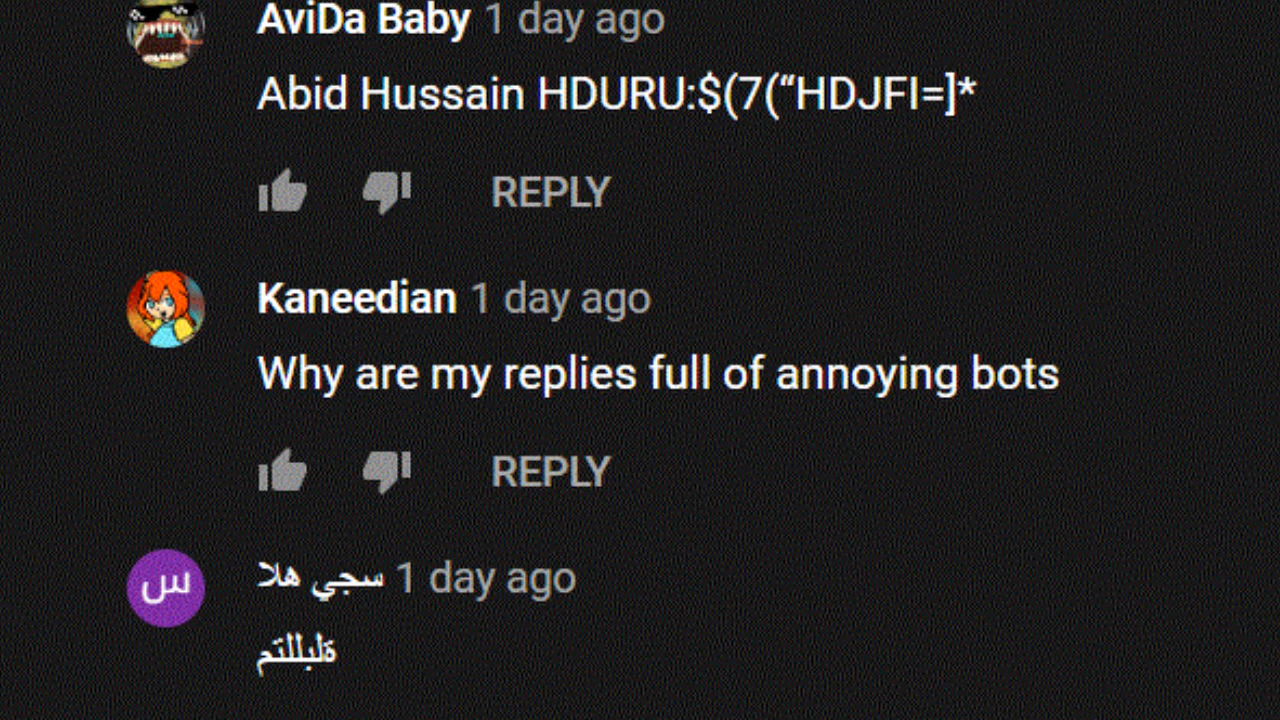 AviDa Baby 1 day ago
Abid Hussain HDURU:$(7(“HDJFI=]*
REPLY
Kaneedian 1 day ago
Why are my replies full of annoying bots
REPLY
س
سجي هلا 1 day ago
ةلبللتم